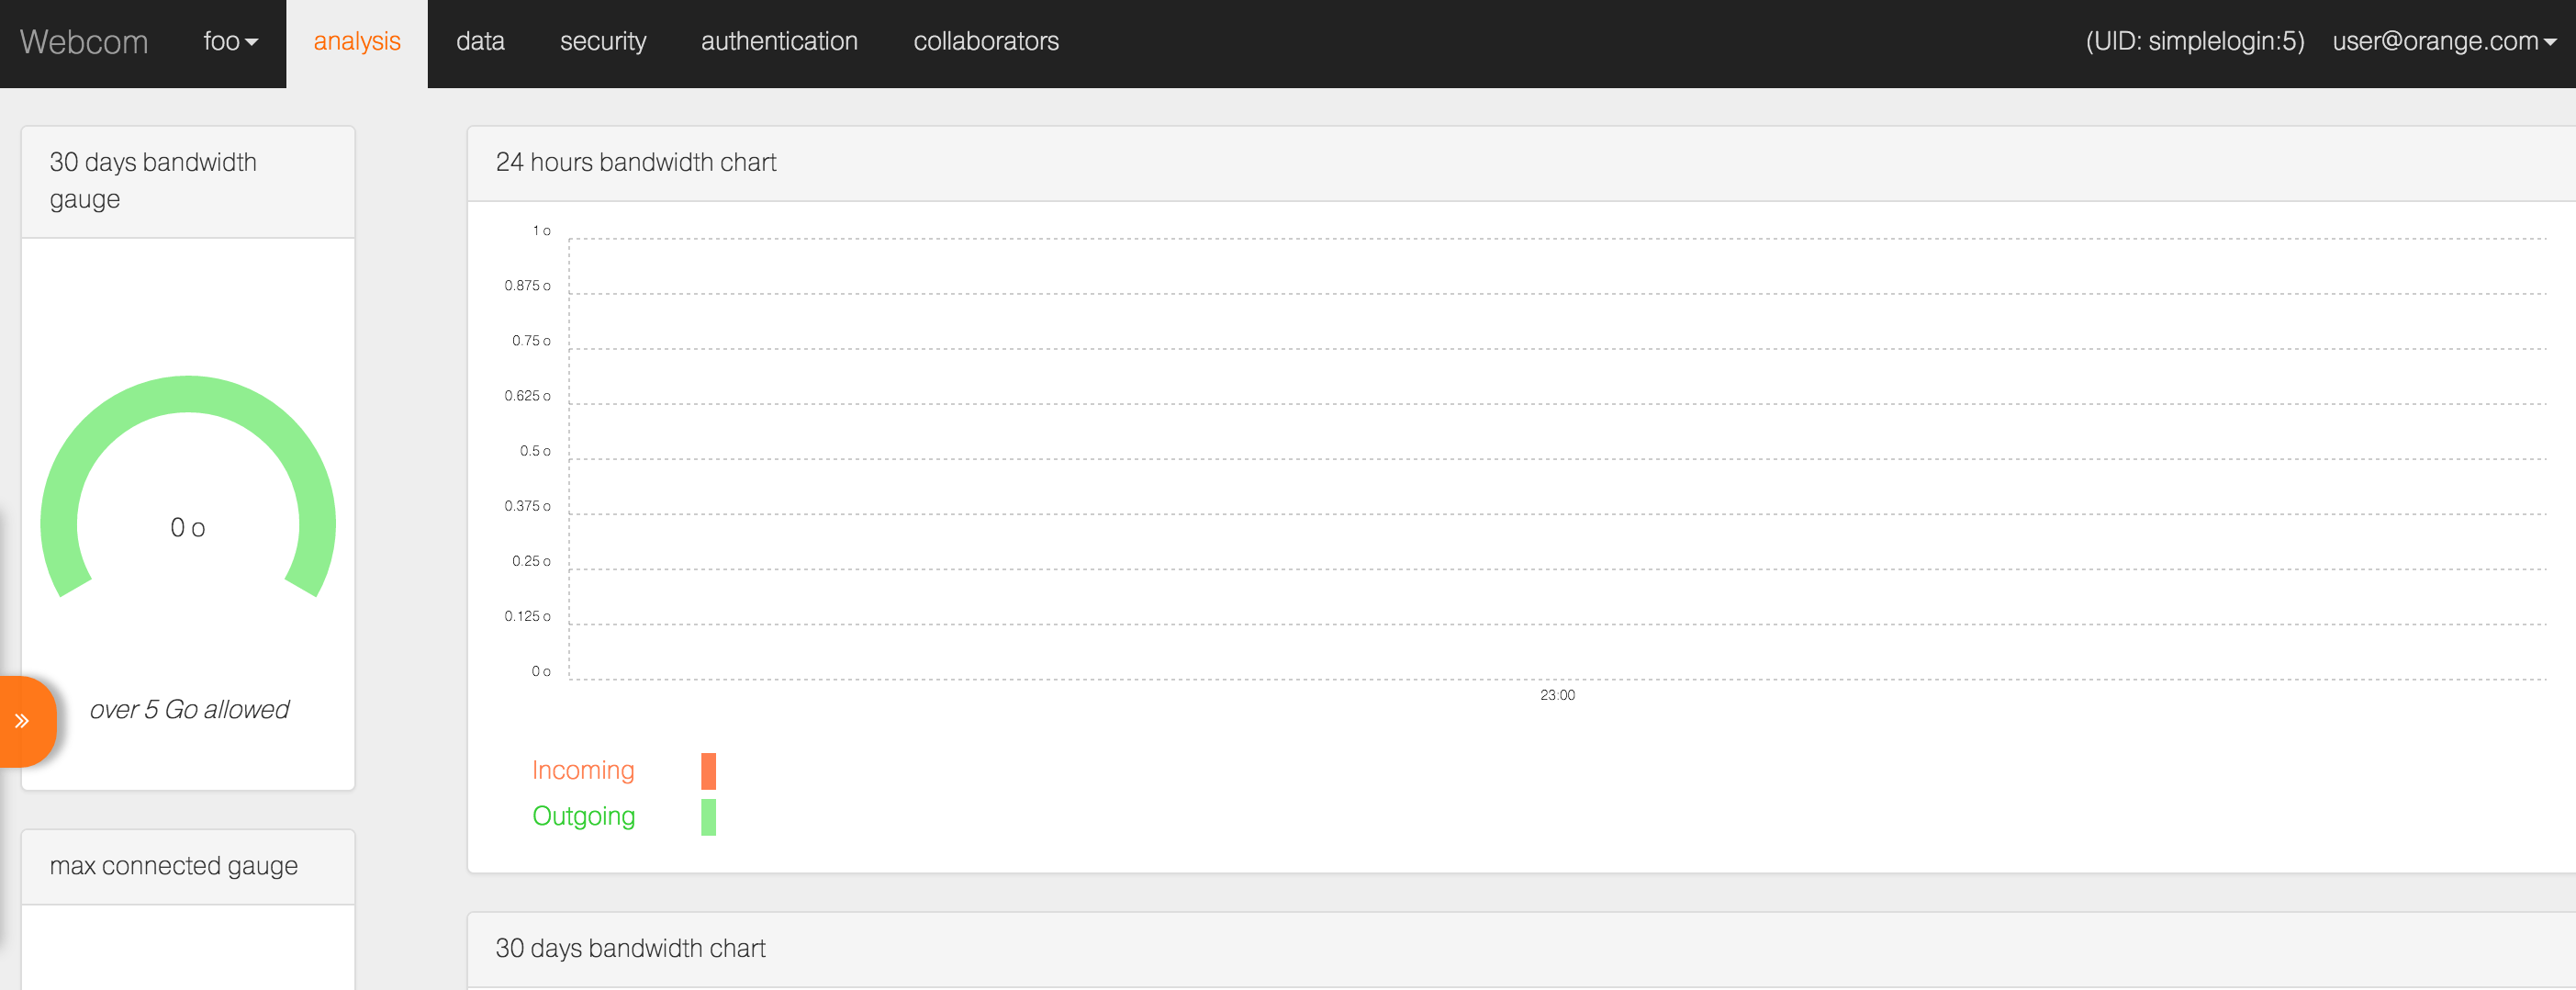 Webcom foo analysis data security authentication collaborators (UID: simplelogin:5) user@orange.com
30 days bandwidth
gauge
0 o
over 5 Go allowed
max connected gauge
24 hours bandwidth chart
1 o
0.875 o
0.75 o
0.625 o
0.5 o
0.375 o
0.25 o
0.125 o
0 o
23:00
Incoming
Outgoing
30 days bandwidth chart